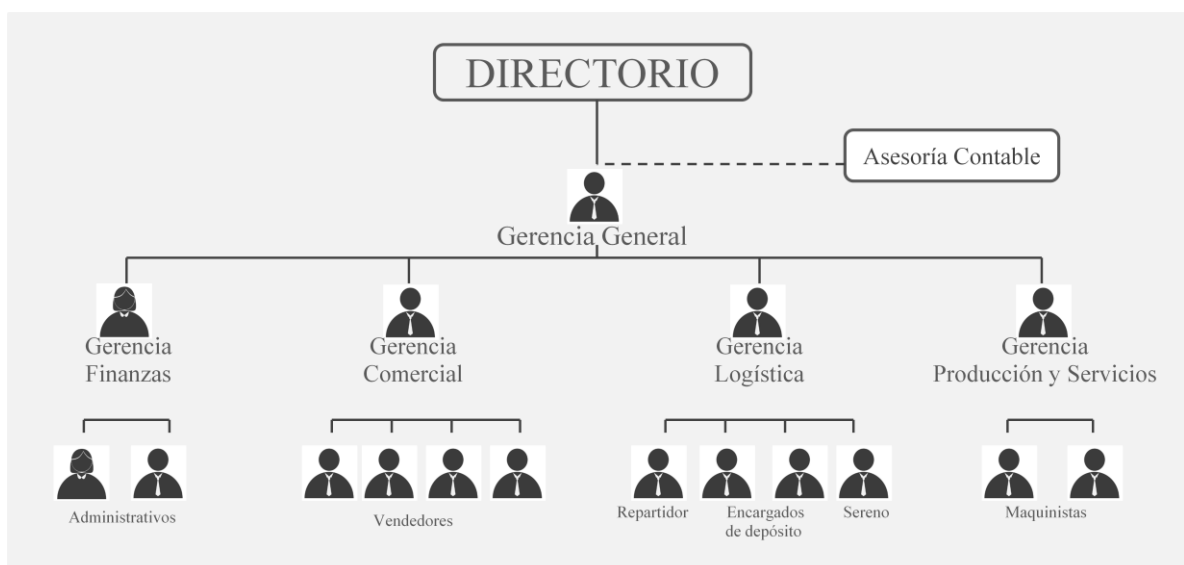 DIRECTORIO
Asesoría Contable
Gerencia General
Gerencia
Finanzas
Gerencia
Comercial
Gerencia
Logística
Gerencia
Producción y Servicios
Administrativos
Vendedores
Repartidor
Encargados
de depósito
Sereno
Maquinistas